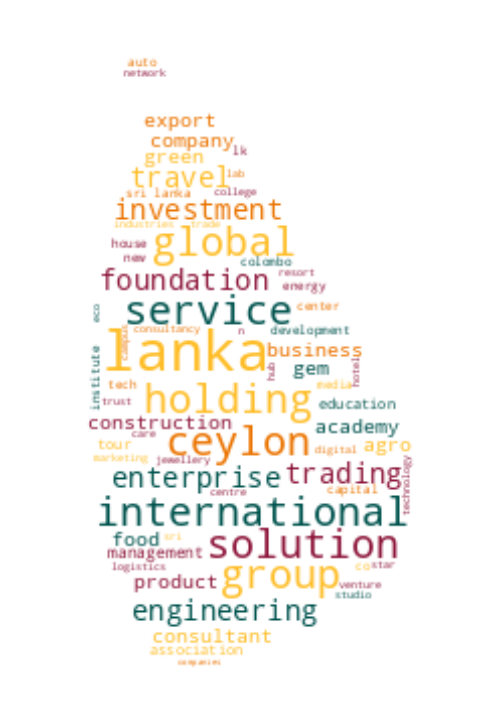 auto
network
export
company
lk
green
travel
lab
sri lanka
college
investment
industries
trade
global
house
new
colombo
resort
foundation
energy
service
center
eco
consultancy
n
development
campus
lanka
business
gem
hub
hotel
institute
tech
media
holding
trust
education
construction
academy
care
ceylon
tour
digital
agro
marketing
jewellery
enterprise
trading
technology
centre
capital
international
food
sri
solution
management
logistics
group
co
star
product
venture
studio
engineering
consultant
association
companies